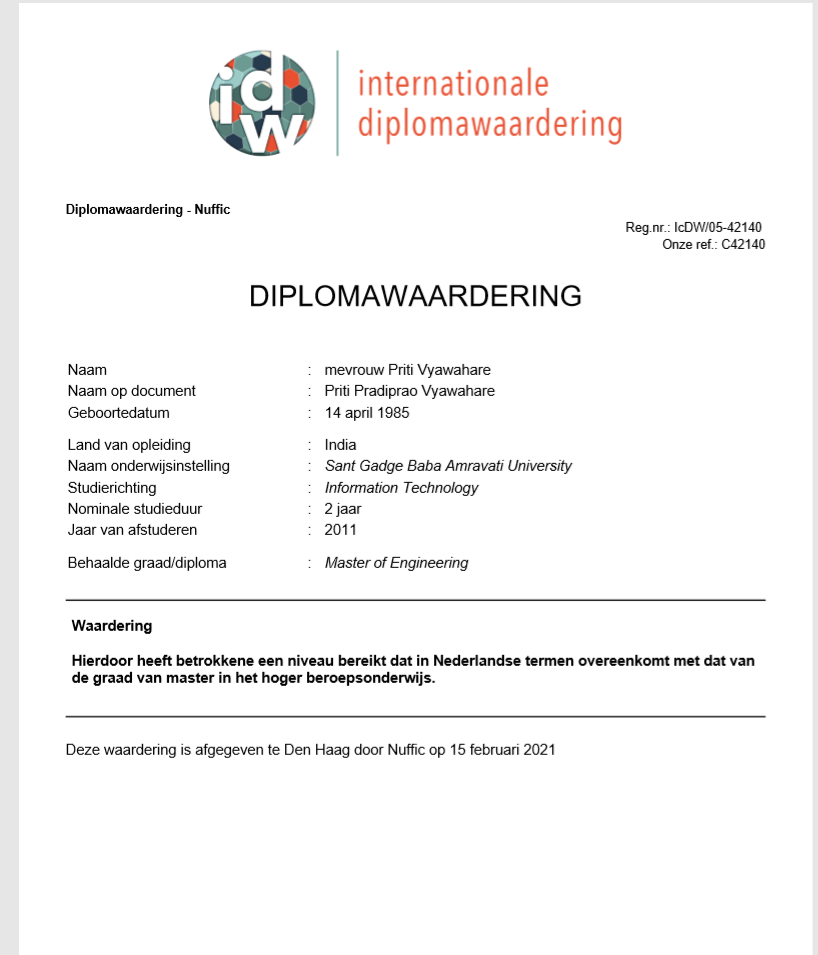 idw
internationale
diplomawaardering
Diplomawaardering - Nuffic
Reg.nr.: IcDW/05-42140
Onze ref.: C42140
DIPLOMAWAARDERING
Naam : mevrouw Priti Vyawahare
Naam op document : Priti Pradiprao Vyawahare
Geboortedatum : 14 april 1985
Land van opleiding : India
Naam onderwijsinstelling : Sant Gadge Baba Amravati University
Studierichting : Information Technology
Nominale studieduur : 2 jaar
Jaar van afstuderen : 2011
Behaalde graad/diploma : Master of Engineering
Waardering
Hierdoor heeft betrokkene een niveau bereikt dat in Nederlandse termen overeenkomt met dat van
de graad van master in het hoger beroepsonderwijs.
Deze waardering is afgegeven te Den Haag door Nuffic op 15 februari 2021